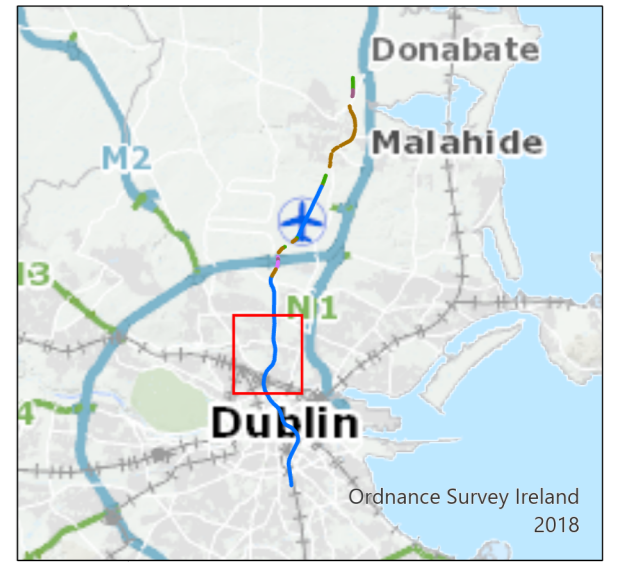 Donabate
Malahide
M2
N1
Dublin
Ordnance Survey Ireland
2018